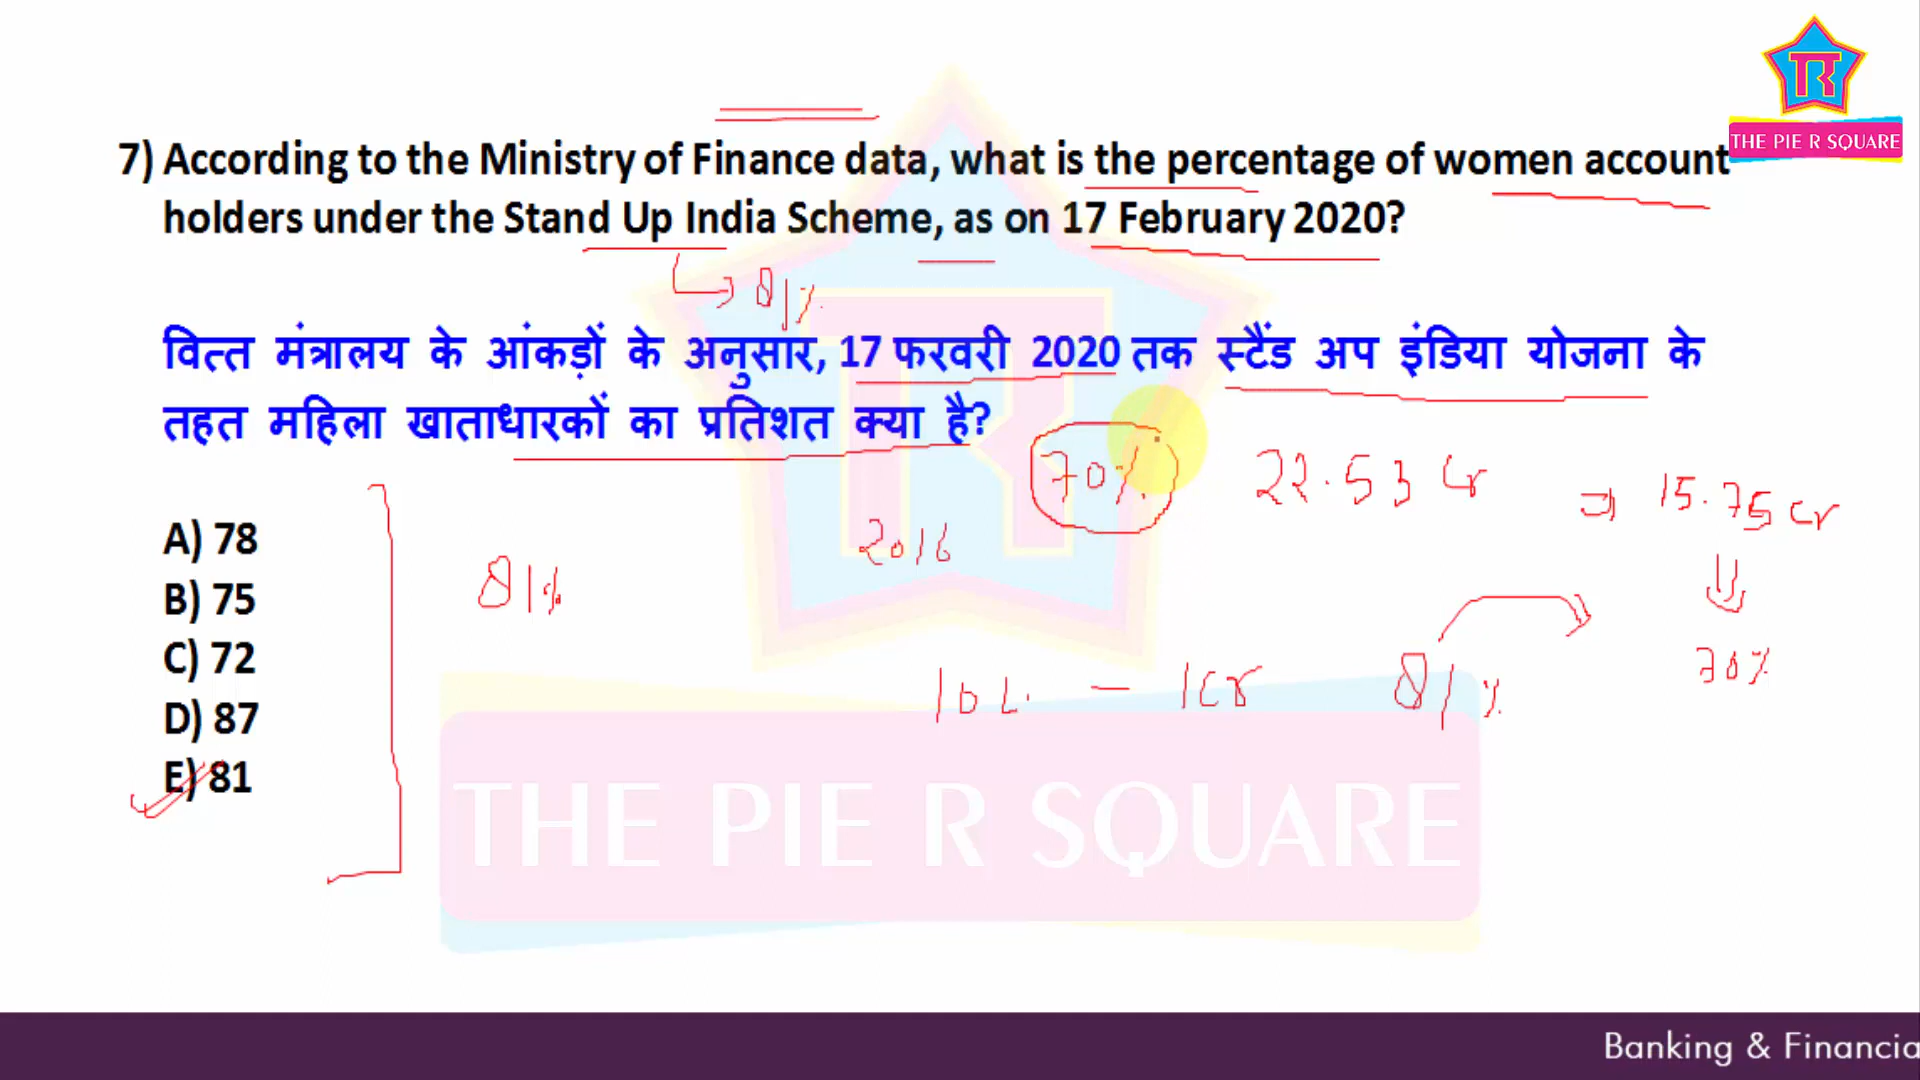 THE PIE R SQUARE
7) According to the Ministry of Finance data, what is the percentage of women account
holders under the Stand Up India Scheme, as on 17 February 2020?
81%
वित्त मंत्रालय के आंकड़ों के अनुसार, 17 फरवरी 2020 तक स्टैंड अप इंडिया योजना के
तहत महिला खाताधारकों का प्रतिशत क्या है?
70%
22.53 Cr
⇒ 15.75 Cr
A) 78
2016
B) 75
81%
C) 72
70%
D) 87
10L. - 1Cr
81%
E) 81
THE PIE R SQUARE
Banking & Financia